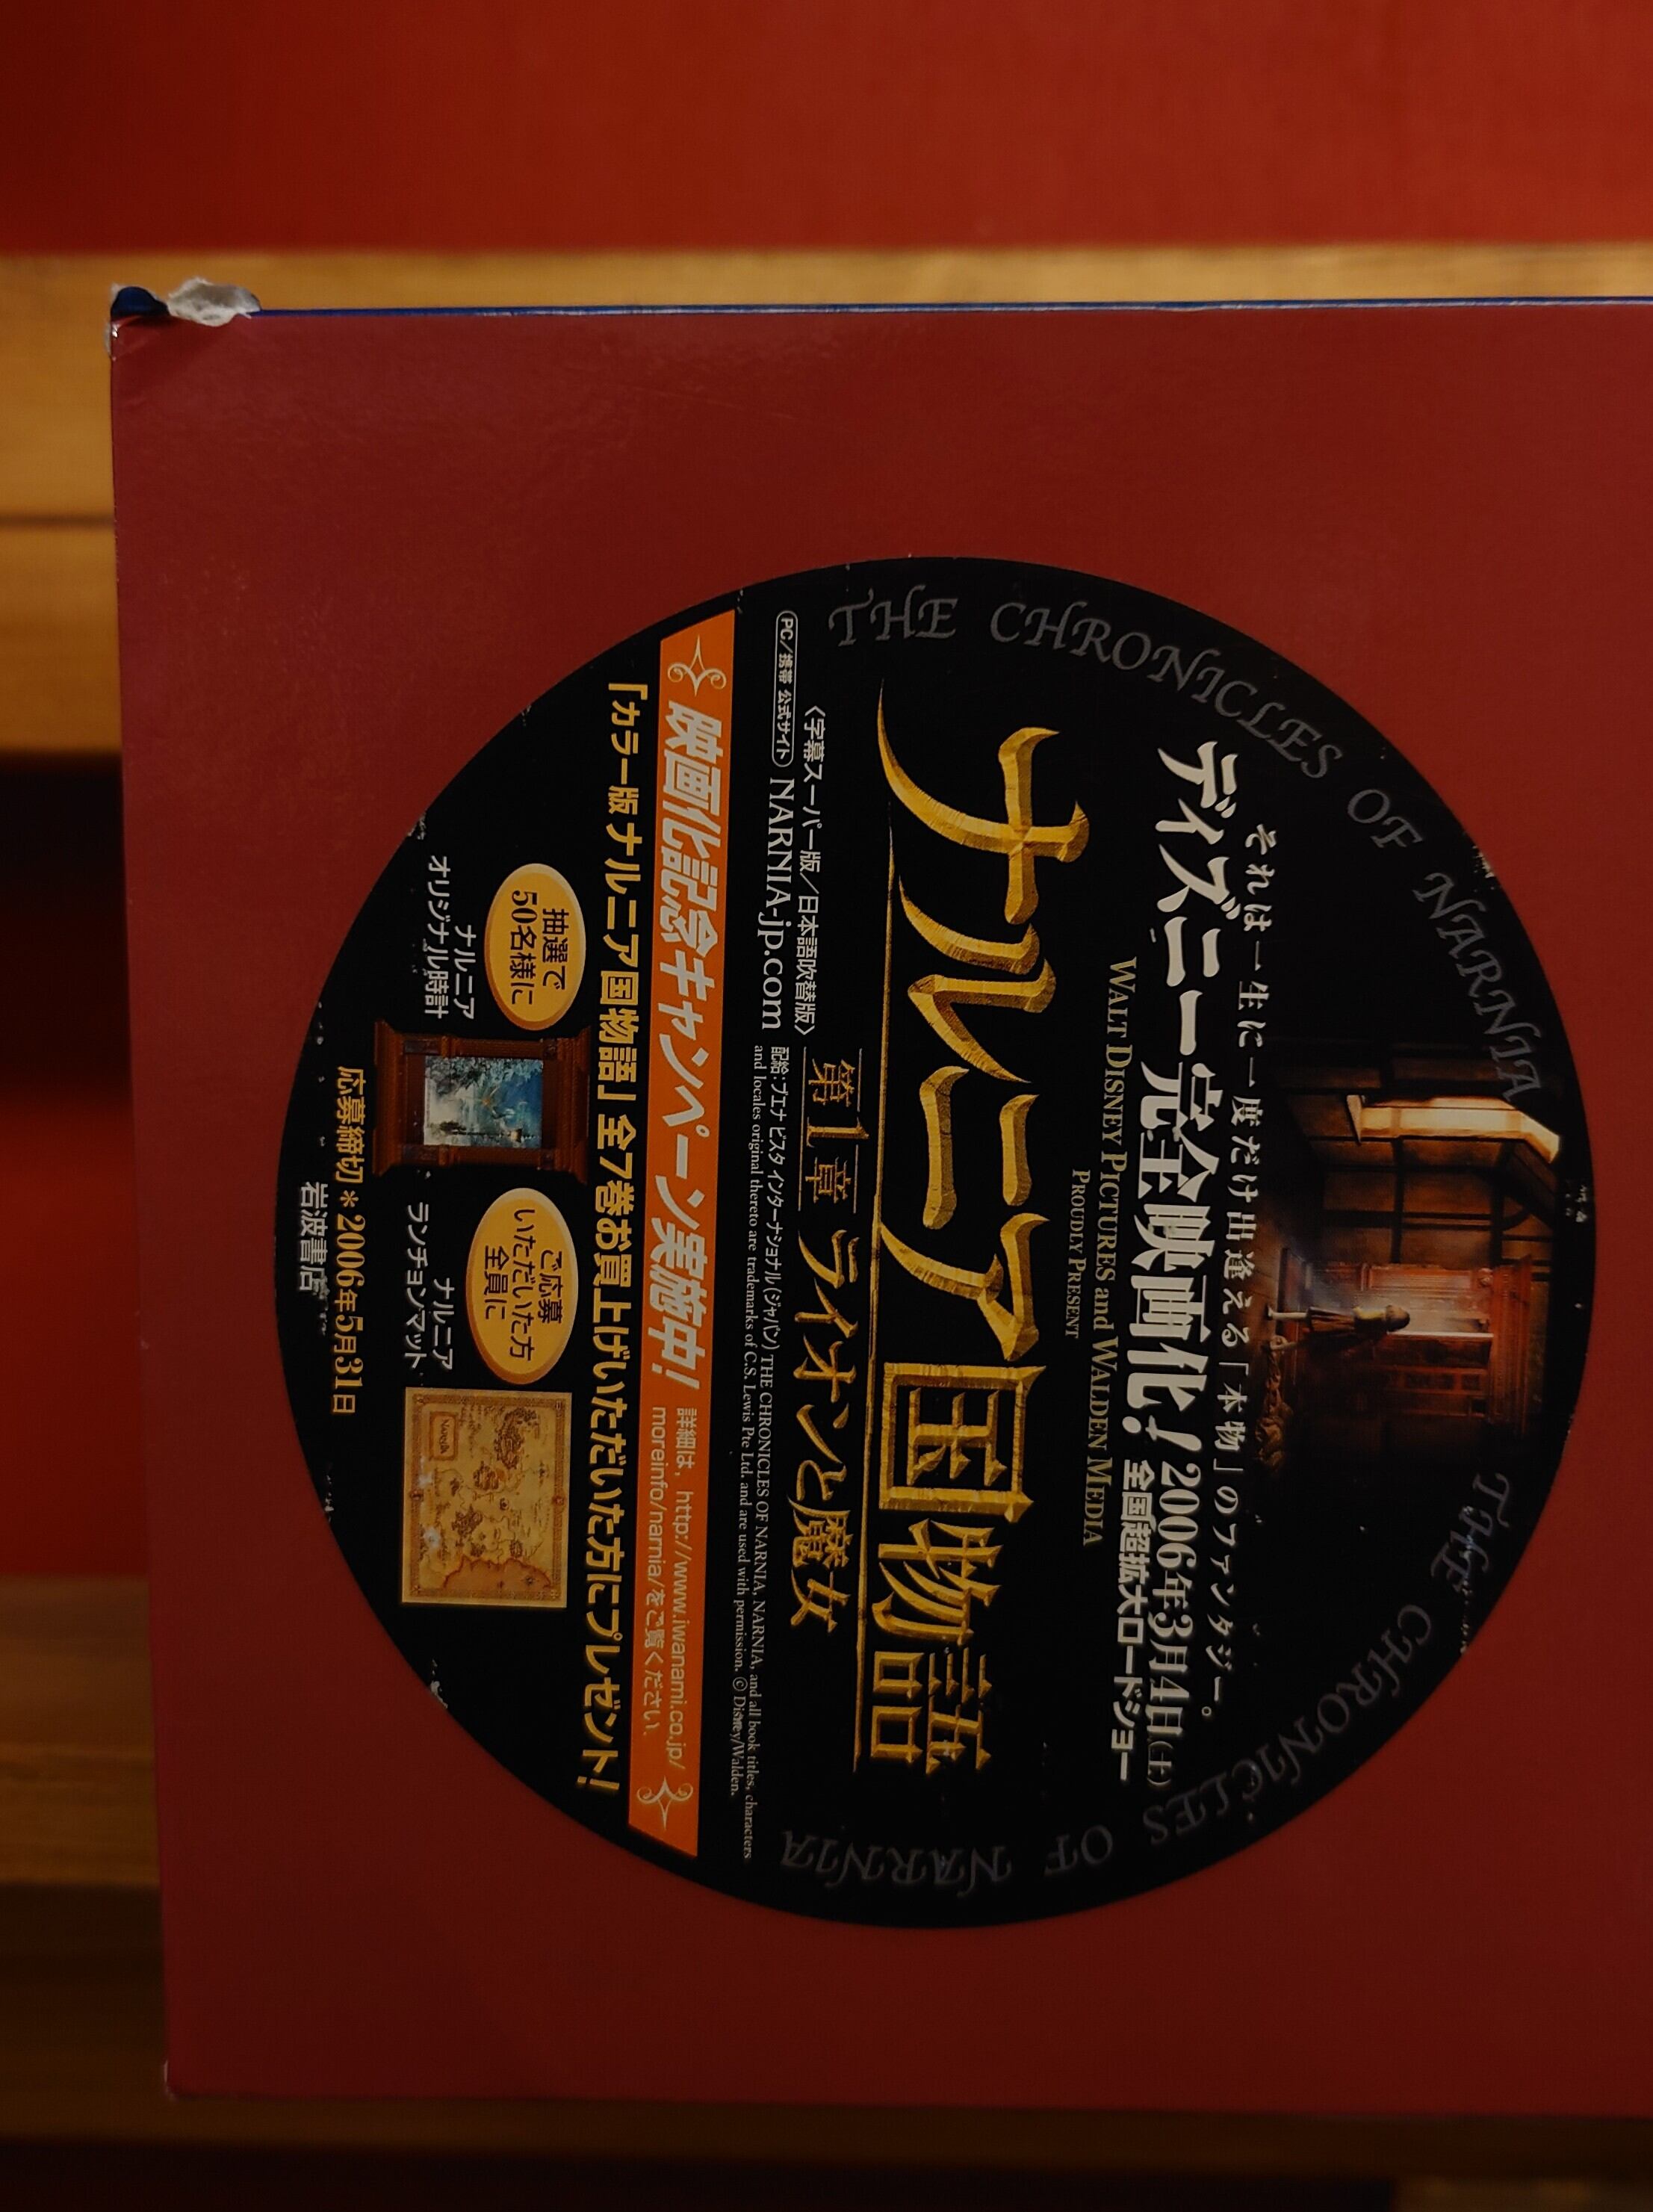 THE CHRONICLES OF NARNIA
THE CHRONICLES OF NARNIA
それは一生に一度だけ出逢える「本物」のファンタジー。
ディズニー完全映画化!2006年3月4日(土)
全国超拡大ロードショー
WALT DISNEY PICTURES and WALDEN MEDIA
PROUDLY PRESENT
ナルニア国物語
第1章 ライオンと魔女
〈字幕スーパー版/日本語吹替版〉
PC/携帯 公式サイト NARNIA-jp.com
配給:ブエナ ビスタ インターナショナル(ジャパン) THE CHRONICLES OF NARNIA, NARNIA, and all book titles, characters
and locales original thereto are trademarks of C.S. Lewis Pte Ltd. and are used with permission. © Disney/Walden.
映画化記念キャンペーン実施中!
詳細は、http://www.iwanami.co.jp/
moreinfo/narnia/をご覧ください。
「カラー版 ナルニア国物語」全7巻お買上げいただいた方にプレゼント!
抽選で
50名様に
ナルニア
オリジナル時計
ご応募
いただいた方
全員に
ナルニア
ランチョンマット
NARNIA
応募締切*2006年5月31日
岩波書店